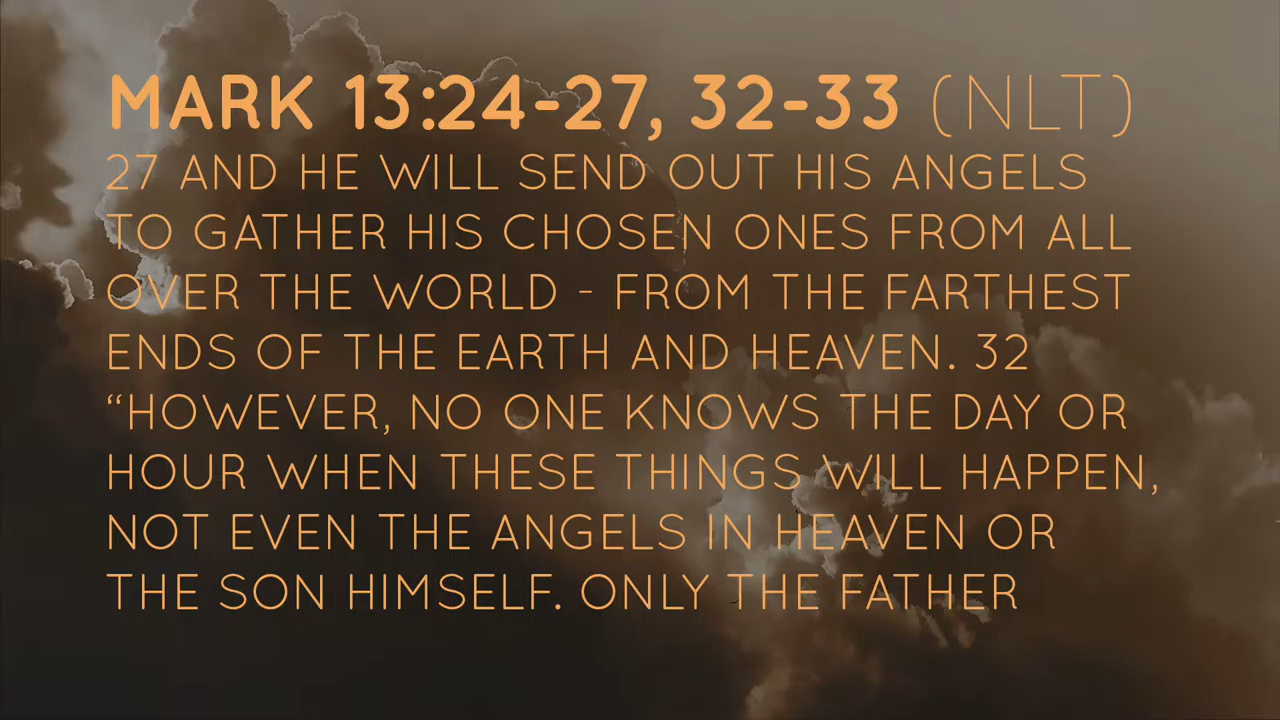 MARK 13:24-27, 32-33 (NLT)
27 AND HE WILL SEND OUT HIS ANGELS
TO GATHER HIS CHOSEN ONES FROM ALL
OVER THE WORLD - FROM THE FARTHEST
ENDS OF THE EARTH AND HEAVEN. 32
“HOWEVER, NO ONE KNOWS THE DAY OR
HOUR WHEN THESE THINGS WILL HAPPEN,
NOT EVEN THE ANGELS IN HEAVEN OR
THE SON HIMSELF. ONLY THE FATHER